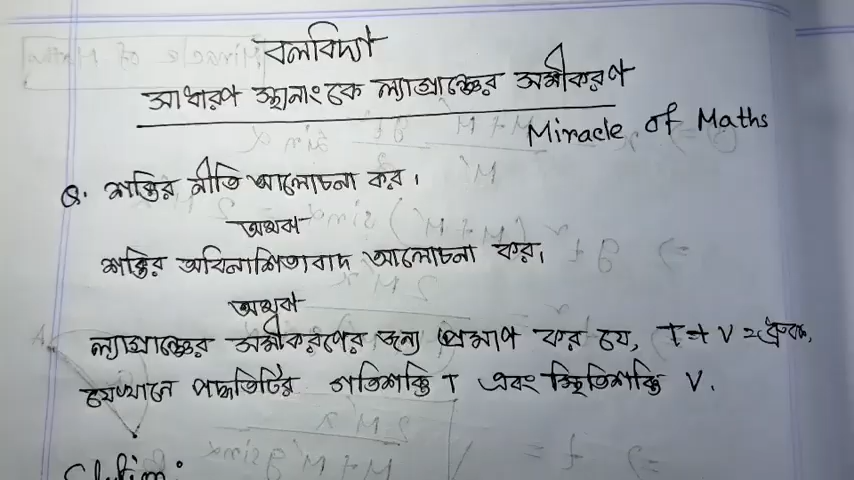 বলবিদ্যা
সাধারণ স্থানাংকে ল্যাগ্রাঞ্জের সমীকরণ
Miracle of Maths
Q. শক্তির নীতি আলোচনা কর।
অথবা
শক্তির অবিনাশিতাবাদ আলোচনা কর।
অথবা
ল্যাগ্রাঞ্জের সমীকরণের জন্য প্রমাণ কর যে, T + V = ধ্রুবক,
যেখানে পদ্ধতিটির গতিশক্তি T এবং স্থিতিশক্তি V.